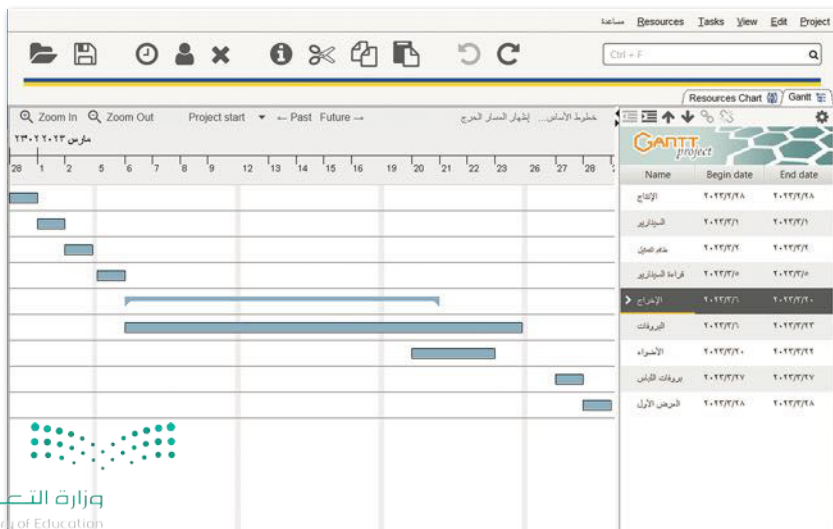 مساعدة Resources Tasks View Edit Project
Ctrl + F
Resources Chart Gantt
Zoom In Zoom Out Project start Past Future → خطوط الأساس... إظهار المسار الحرج
GANTT project
مارس ٢٠٢٣
28 1 2 5 6 7 8 9 12 13 14 15 16 19 20 21 22 23 26 27 28
Name Begin date End date
الإنتاج ٢٠٢٣/٢/٢٨ ٢٠٢٣/٢/٢٨
السيناريو ٢٠٢٣/٣/١ ٢٠٢٣/٣/١
٢٠٢٣/٣/٢ ٢٠٢٣/٣/٢
قراءة السيناريو ٢٠٢٣/٣/٥ ٢٠٢٣/٣/٥
الإخراج ٢٠٢٣/٣/٦ ٢٠٢٣/٣/٢٠
البروفات ٢٠٢٣/٣/٦ ٢٠٢٣/٣/٢٣
الأضواء ٢٠٢٣/٣/٢٠ ٢٠٢٣/٣/٢٢
بروفات اللباس ٢٠٢٣/٣/٢٧ ٢٠٢٣/٣/٢٧
العرض الأول ٢٠٢٣/٣/٢٨ ٢٠٢٣/٣/٢٨
وزارة التعـ
of Education